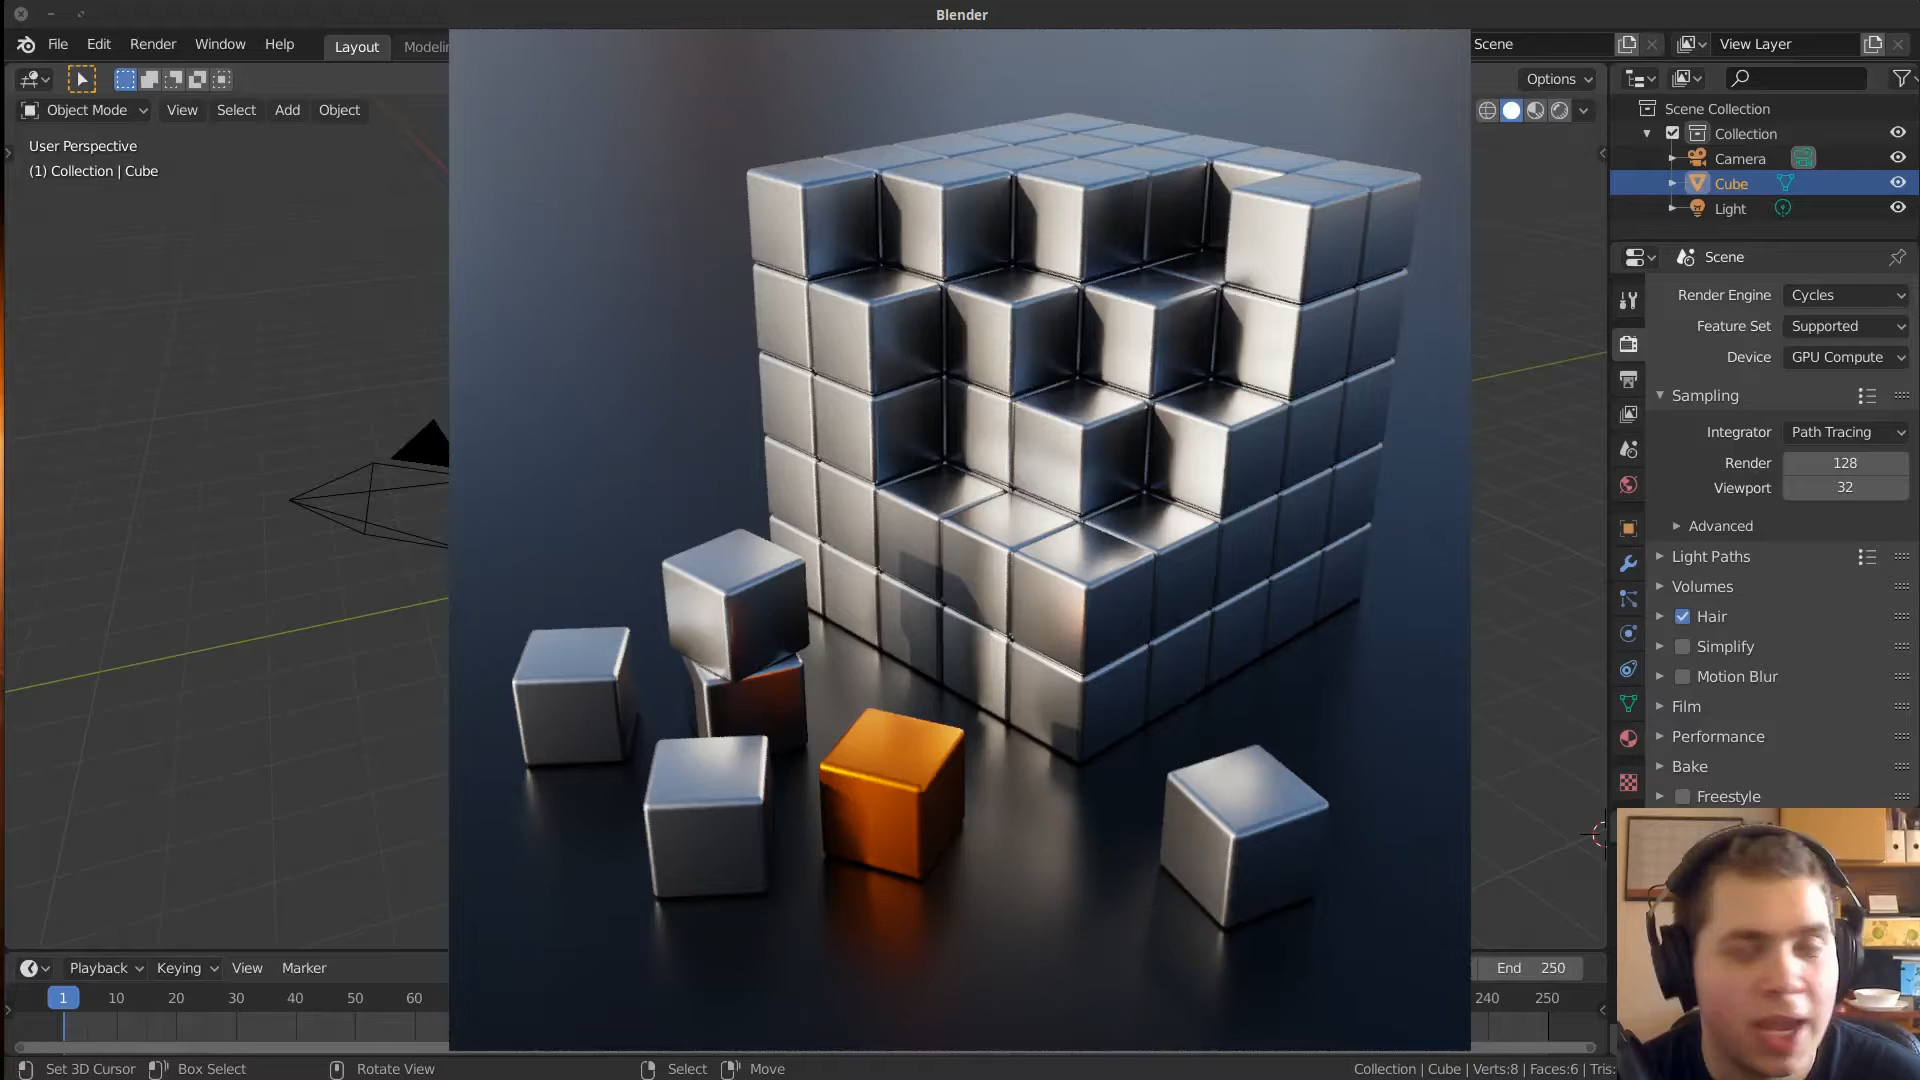 Blender
File Edit Render Window Help Layout
Scene View Layer
Options
Object Mode View Select Add Object
User Perspective
(1) Collection | Cube
Scene Collection
Collection
Camera
Cube
Light
Scene
Render Engine Cycles
Feature Set Supported
Device GPU Compute
Sampling
Integrator Path Tracing
Render 128
Viewport 32
Advanced
Light Paths
Volumes
Hair
Simplify
Motion Blur
Film
Performance
Bake
Freestyle
Playback Keying View Marker
End 250
1 10 20 30 40 50 60 240 250
Set 3D Cursor Box Select Rotate View Select Move
Collection | Cube | Verts:8 | Faces:6 | Tris: